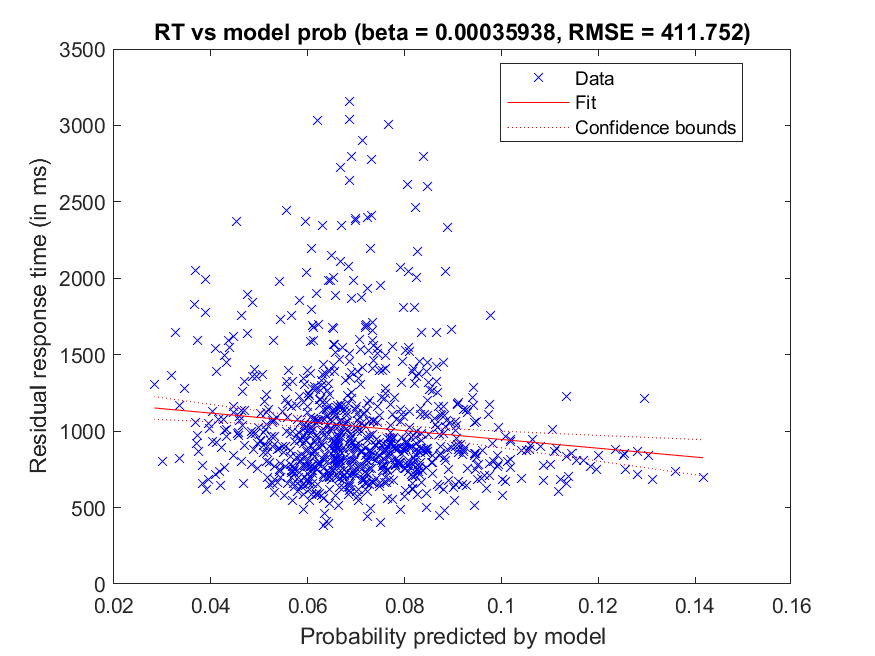 RT vs model prob (beta = 0.00035938, RMSE = 411.752)
3500
3000
2500
2000
1500
1000
500
0
Residual response time (in ms)
Data
Fit
Confidence bounds
0.02 0.04 0.06 0.08 0.1 0.12 0.14 0.16
Probability predicted by model